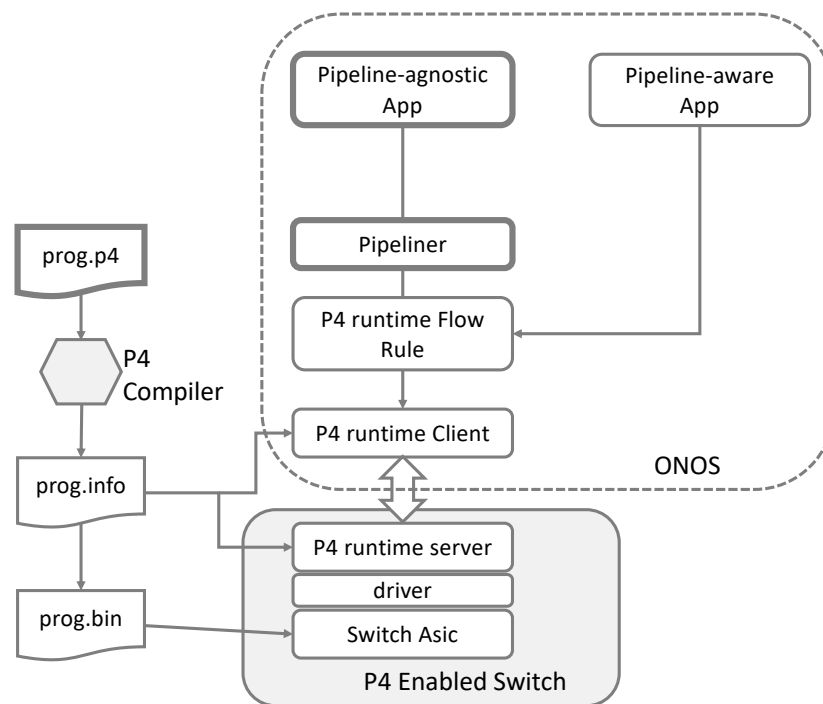 Pipeline-agnostic
App
Pipeline-aware
App
Pipeliner
prog.p4
P4 runtime Flow
Rule
P4
Compiler
P4 runtime Client
ONOS
prog.info
P4 runtime server
driver
prog.bin
Switch Asic
P4 Enabled Switch